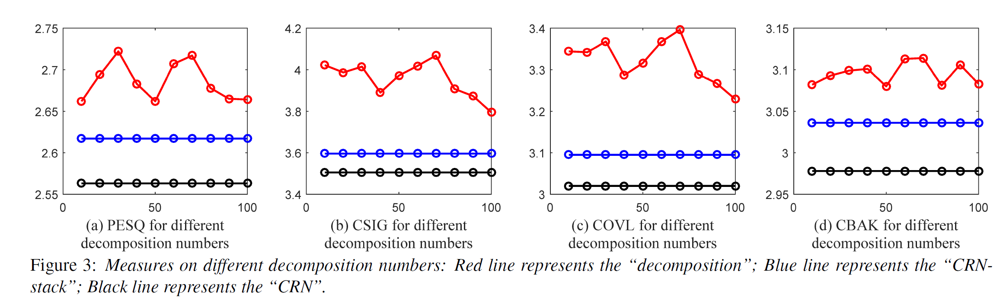 2.75
2.7
2.65
2.6
2.55
0 50 100
(a) PESQ for different
decomposition numbers
4.2
4
3.8
3.6
3.4
0 50 100
(b) CSIG for different
decomposition numbers
3.4
3.3
3.2
3.1
3
0 50 100
(c) COVL for different
decomposition numbers
3.15
3.1
3.05
3
2.95
0 50 100
(d) CBAK for different
decomposition numbers
Figure 3: Measures on different decomposition numbers: Red line represents the “decomposition”; Blue line represents the “CRN-
stack”; Black line represents the “CRN”.